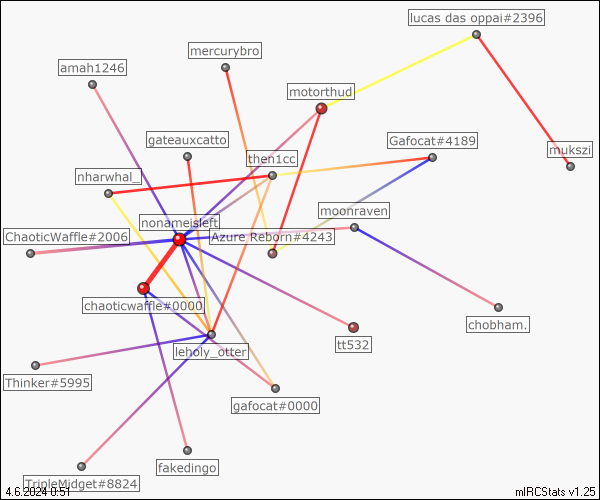 lucas das oppai#2396
mercurybro
amah1246
motorthud
gateauxcatto
Gafocat#4189
mukszi
then1cc
nharwhal_
moonraven
nonameisleft
ChaoticWaffle#2006
Azure Reborn#4243
chaoticwaffle#0000
chobham.
tt532
leholy_otter
Thinker#5995
gafocat#0000
fakedingo
TripleMidget#8824
4.6.2024 0:51
mIRCStats v1.25